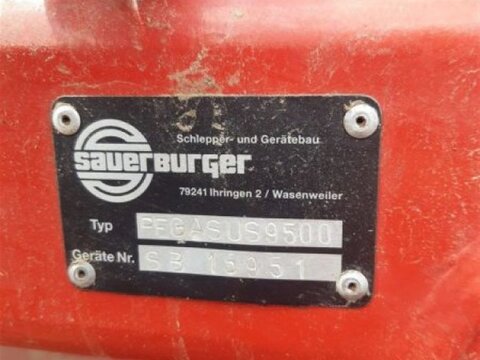 Schlepper- und Gerätebau
sauerburger
79241 Ihringen 2 / Wasenweiler
Typ PEGASUS9500
Geräte Nr. SB 16951